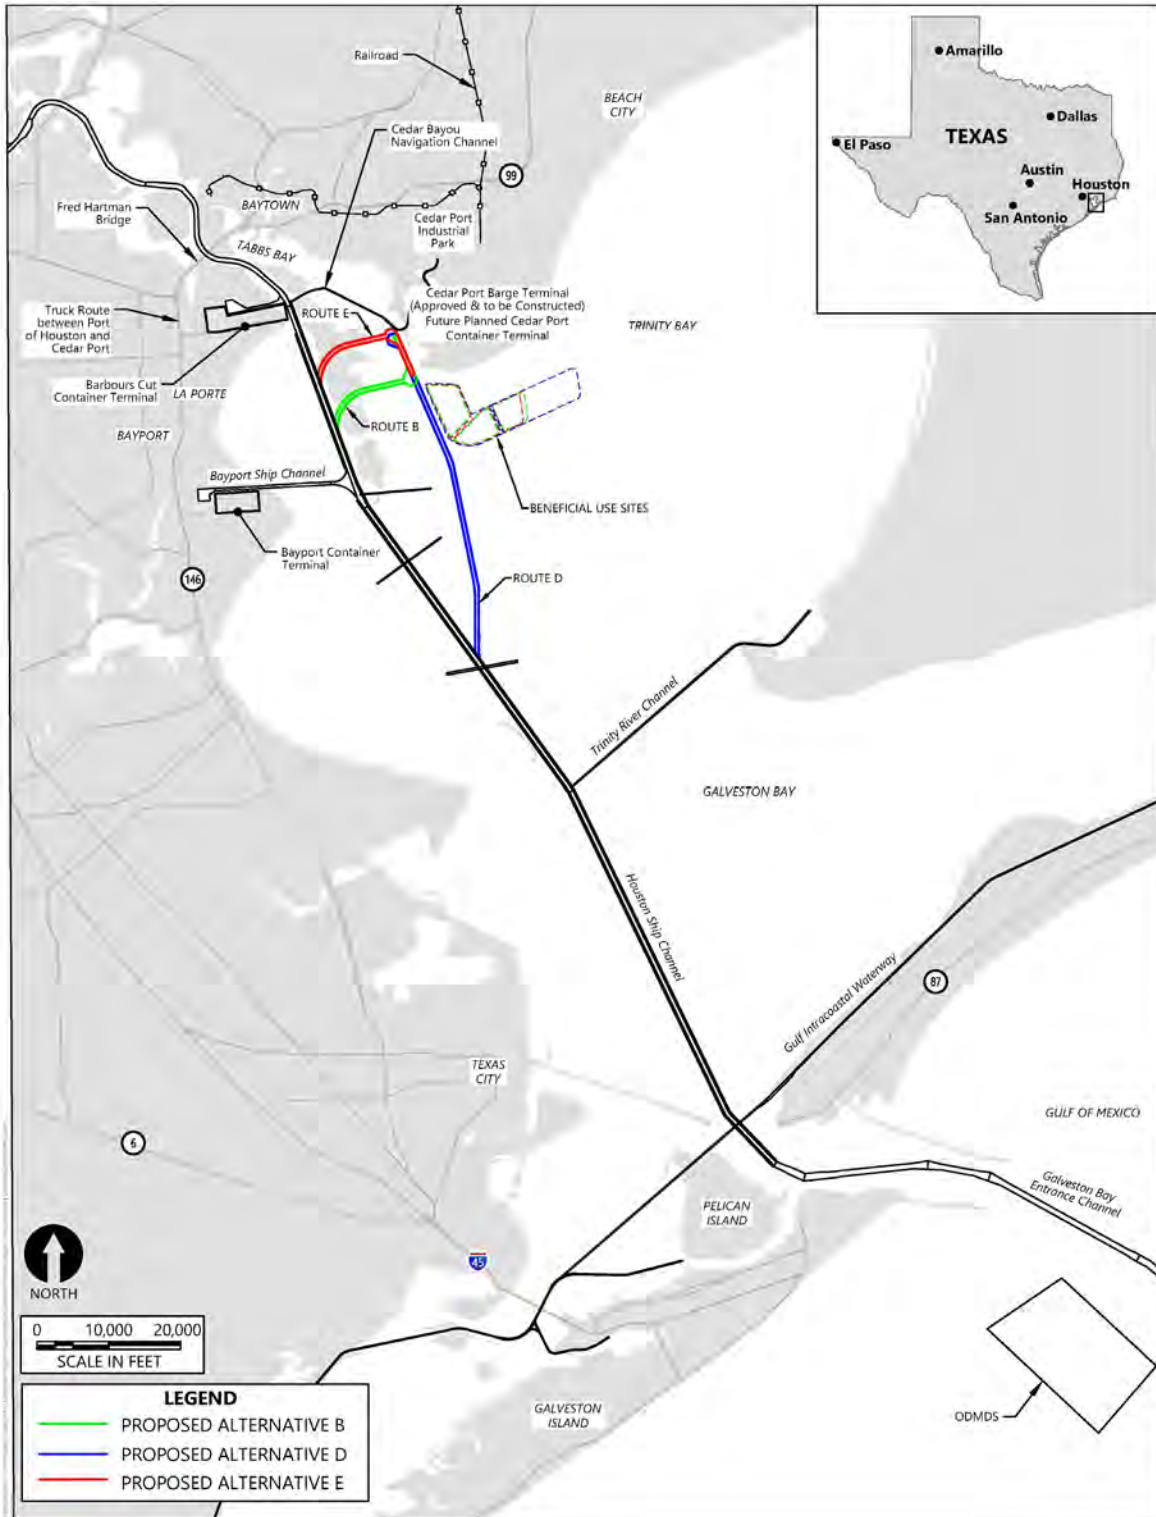 Railroad
BEACH
CITY
Cedar Bayou
Navigation Channel
99
Fred Hartman
Bridge
BAYTOWN
Cedar Port
Industrial
Park
TABBS BAY
Truck Route
between Port
of Houston and
Cedar Port
ROUTE E
Cedar Port Barge Terminal
(Approved & to be Constructed)
Future Planned Cedar Port
Container Terminal
TRINITY BAY
Barbours Cut
Container Terminal
LA PORTE
BAYPORT
ROUTE B
Bayport Ship Channel
BENEFICIAL USE SITES
Bayport Container
Terminal
146
ROUTE D
Trinity River Channel
GALVESTON BAY
Houston Ship Channel
Gulf Intracoastal Waterway
87
TEXAS
CITY
GULF OF MEXICO
6
Galveston Bay
Entrance Channel
PELICAN
ISLAND
45
GALVESTON
ISLAND
ODMDS
Amarillo
Dallas
TEXAS
El Paso
Austin
Houston
San Antonio
NORTH
0 10,000 20,000
SCALE IN FEET
LEGEND
PROPOSED ALTERNATIVE B
PROPOSED ALTERNATIVE D
PROPOSED ALTERNATIVE E